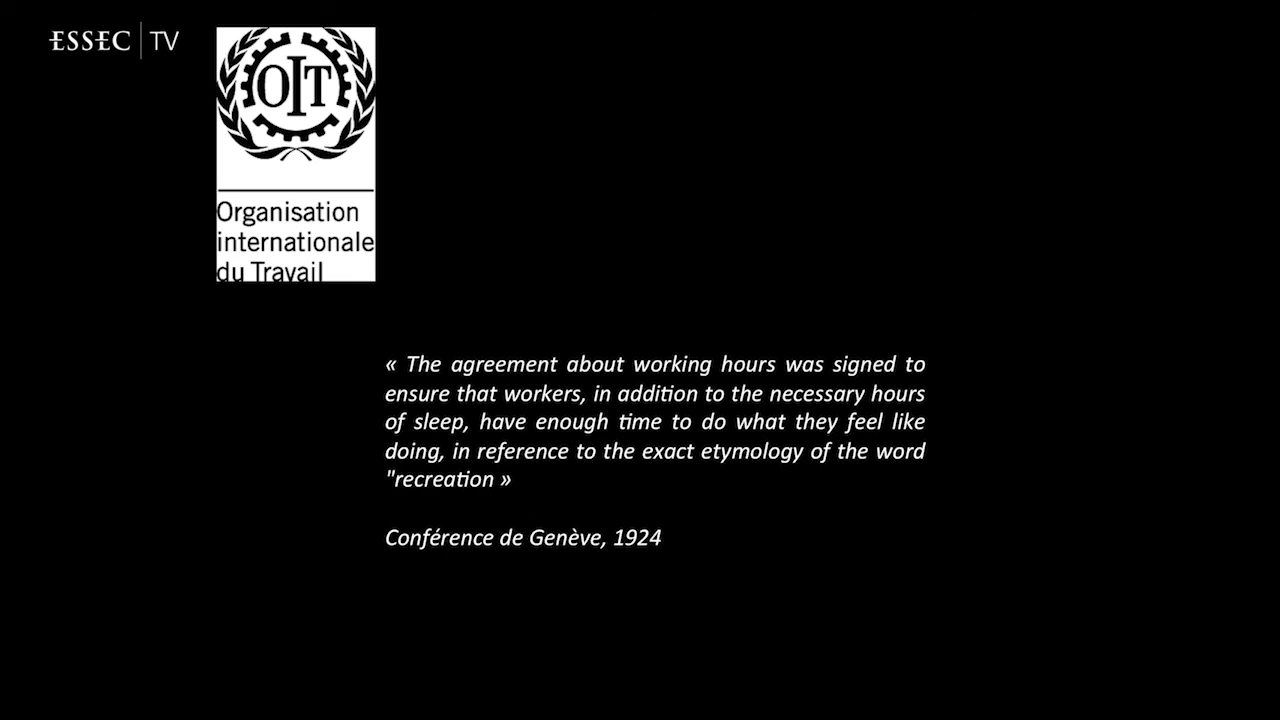 ESSEC | TV
OIT
Organisation
internationale
du Travail
« The agreement about working hours was signed to
ensure that workers, in addition to the necessary hours
of sleep, have enough time to do what they feel like
doing, in reference to the exact etymology of the word
"recreation »
Conférence de Genève, 1924